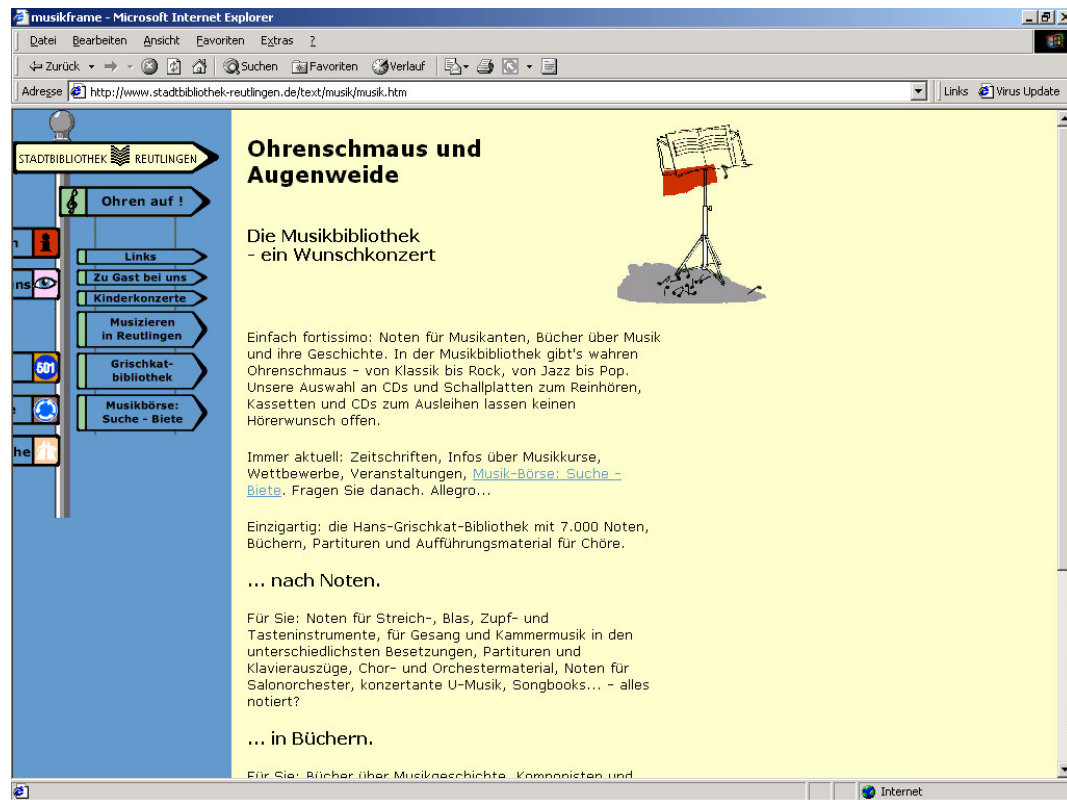 musikframe - Microsoft Internet Explorer
Datei Bearbeiten Ansicht Favoriten Extras ?
Zurück Suchen Favoriten Verlauf
Adresse http://www.stadtbibliothek-reutlingen.de/text/musik/musik.htm Links Virus Update
STADTBIBLIOTHEK REUTLINGEN
Ohren auf !
Links
Zu Gast bei uns
Kinderkonzerte
Musizieren
in Reutlingen
501
Grischkat-
bibliothek
Musikbörse:
Suche - Biete
Ohrenschmaus und
Augenweide
Die Musikbibliothek
- ein Wunschkonzert
Einfach fortissimo: Noten für Musikanten, Bücher über Musik
und ihre Geschichte. In der Musikbibliothek gibt's wahren
Ohrenschmaus - von Klassik bis Rock, von Jazz bis Pop.
Unsere Auswahl an CDs und Schallplatten zum Reinhören,
Kassetten und CDs zum Ausleihen lassen keinen
Hörerwunsch offen.
Immer aktuell: Zeitschriften, Infos über Musikkurse,
Wettbewerbe, Veranstaltungen, Musik-Börse: Suche -
Biete. Fragen Sie danach. Allegro...
Einzigartig: die Hans-Grischkat-Bibliothek mit 7.000 Noten,
Büchern, Partituren und Aufführungsmaterial für Chöre.
... nach Noten.
Für Sie: Noten für Streich-, Blas, Zupf- und
Tasteninstrumente, für Gesang und Kammermusik in den
unterschiedlichsten Besetzungen, Partituren und
Klavierauszüge, Chor- und Orchestermaterial, Noten für
Salonorchester, konzertante U-Musik, Songbooks... - alles
notiert?
... in Büchern.
Für Sie: Bücher über Musikgeschichte, Komponisten und
Internet